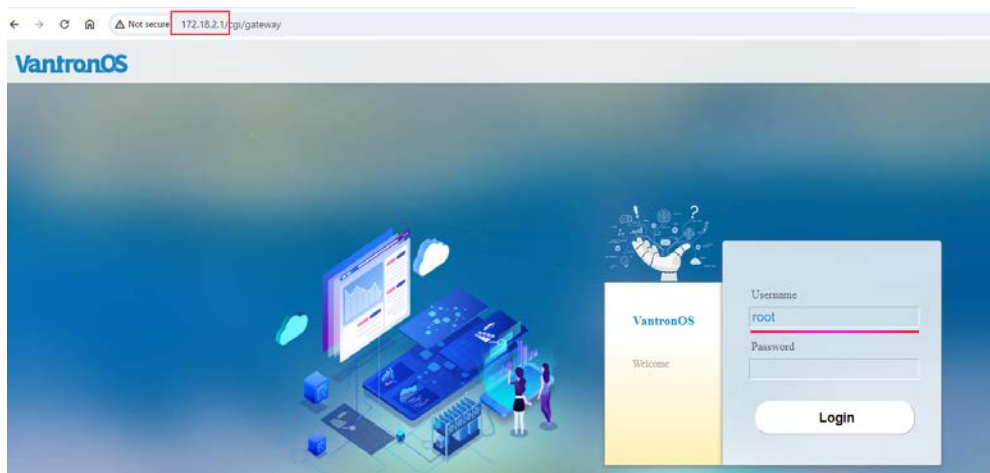 Not secure 172.18.2.1/cgi/gateway
VantronOS
! ?
Username
VantronOS
root
Password
Welcome
Login